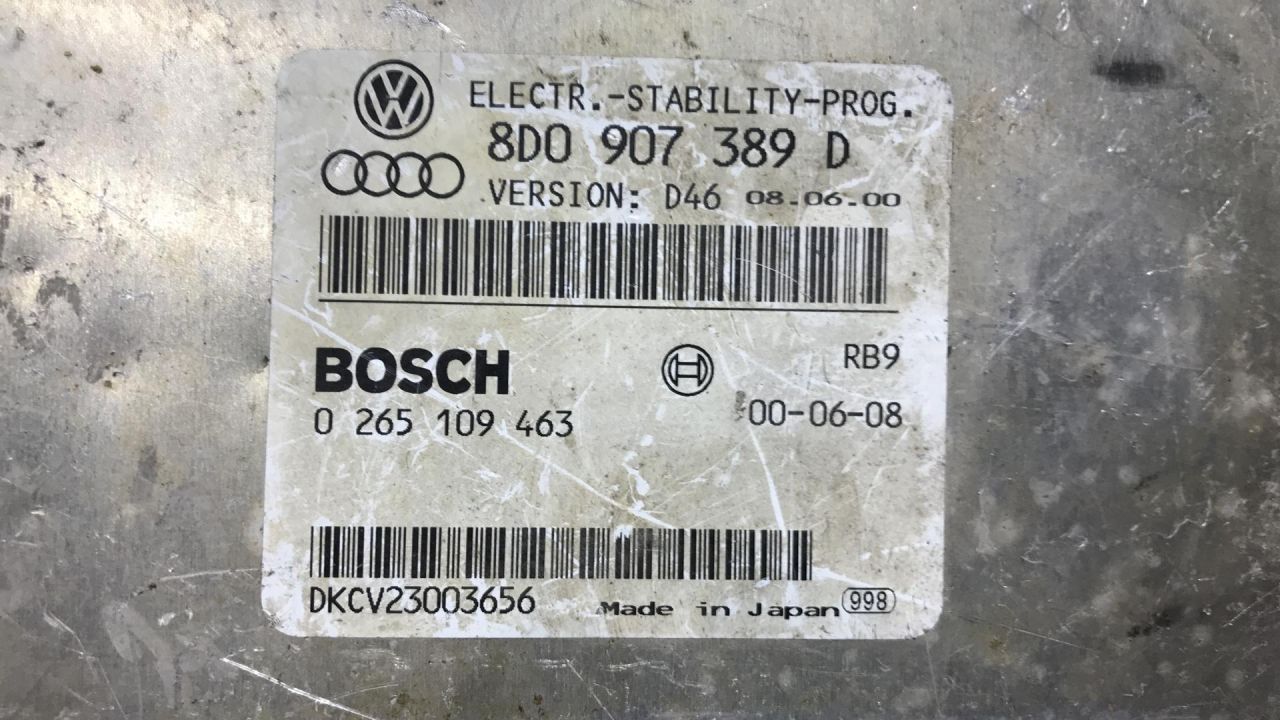 ELECTR.-STABILITY-PROG.
8D0 907 389 D
VERSION: D46 08.06.00
BOSCH
RB9
0 265 109 463
00-06-08
DKCV23003656 Made in Japan 998